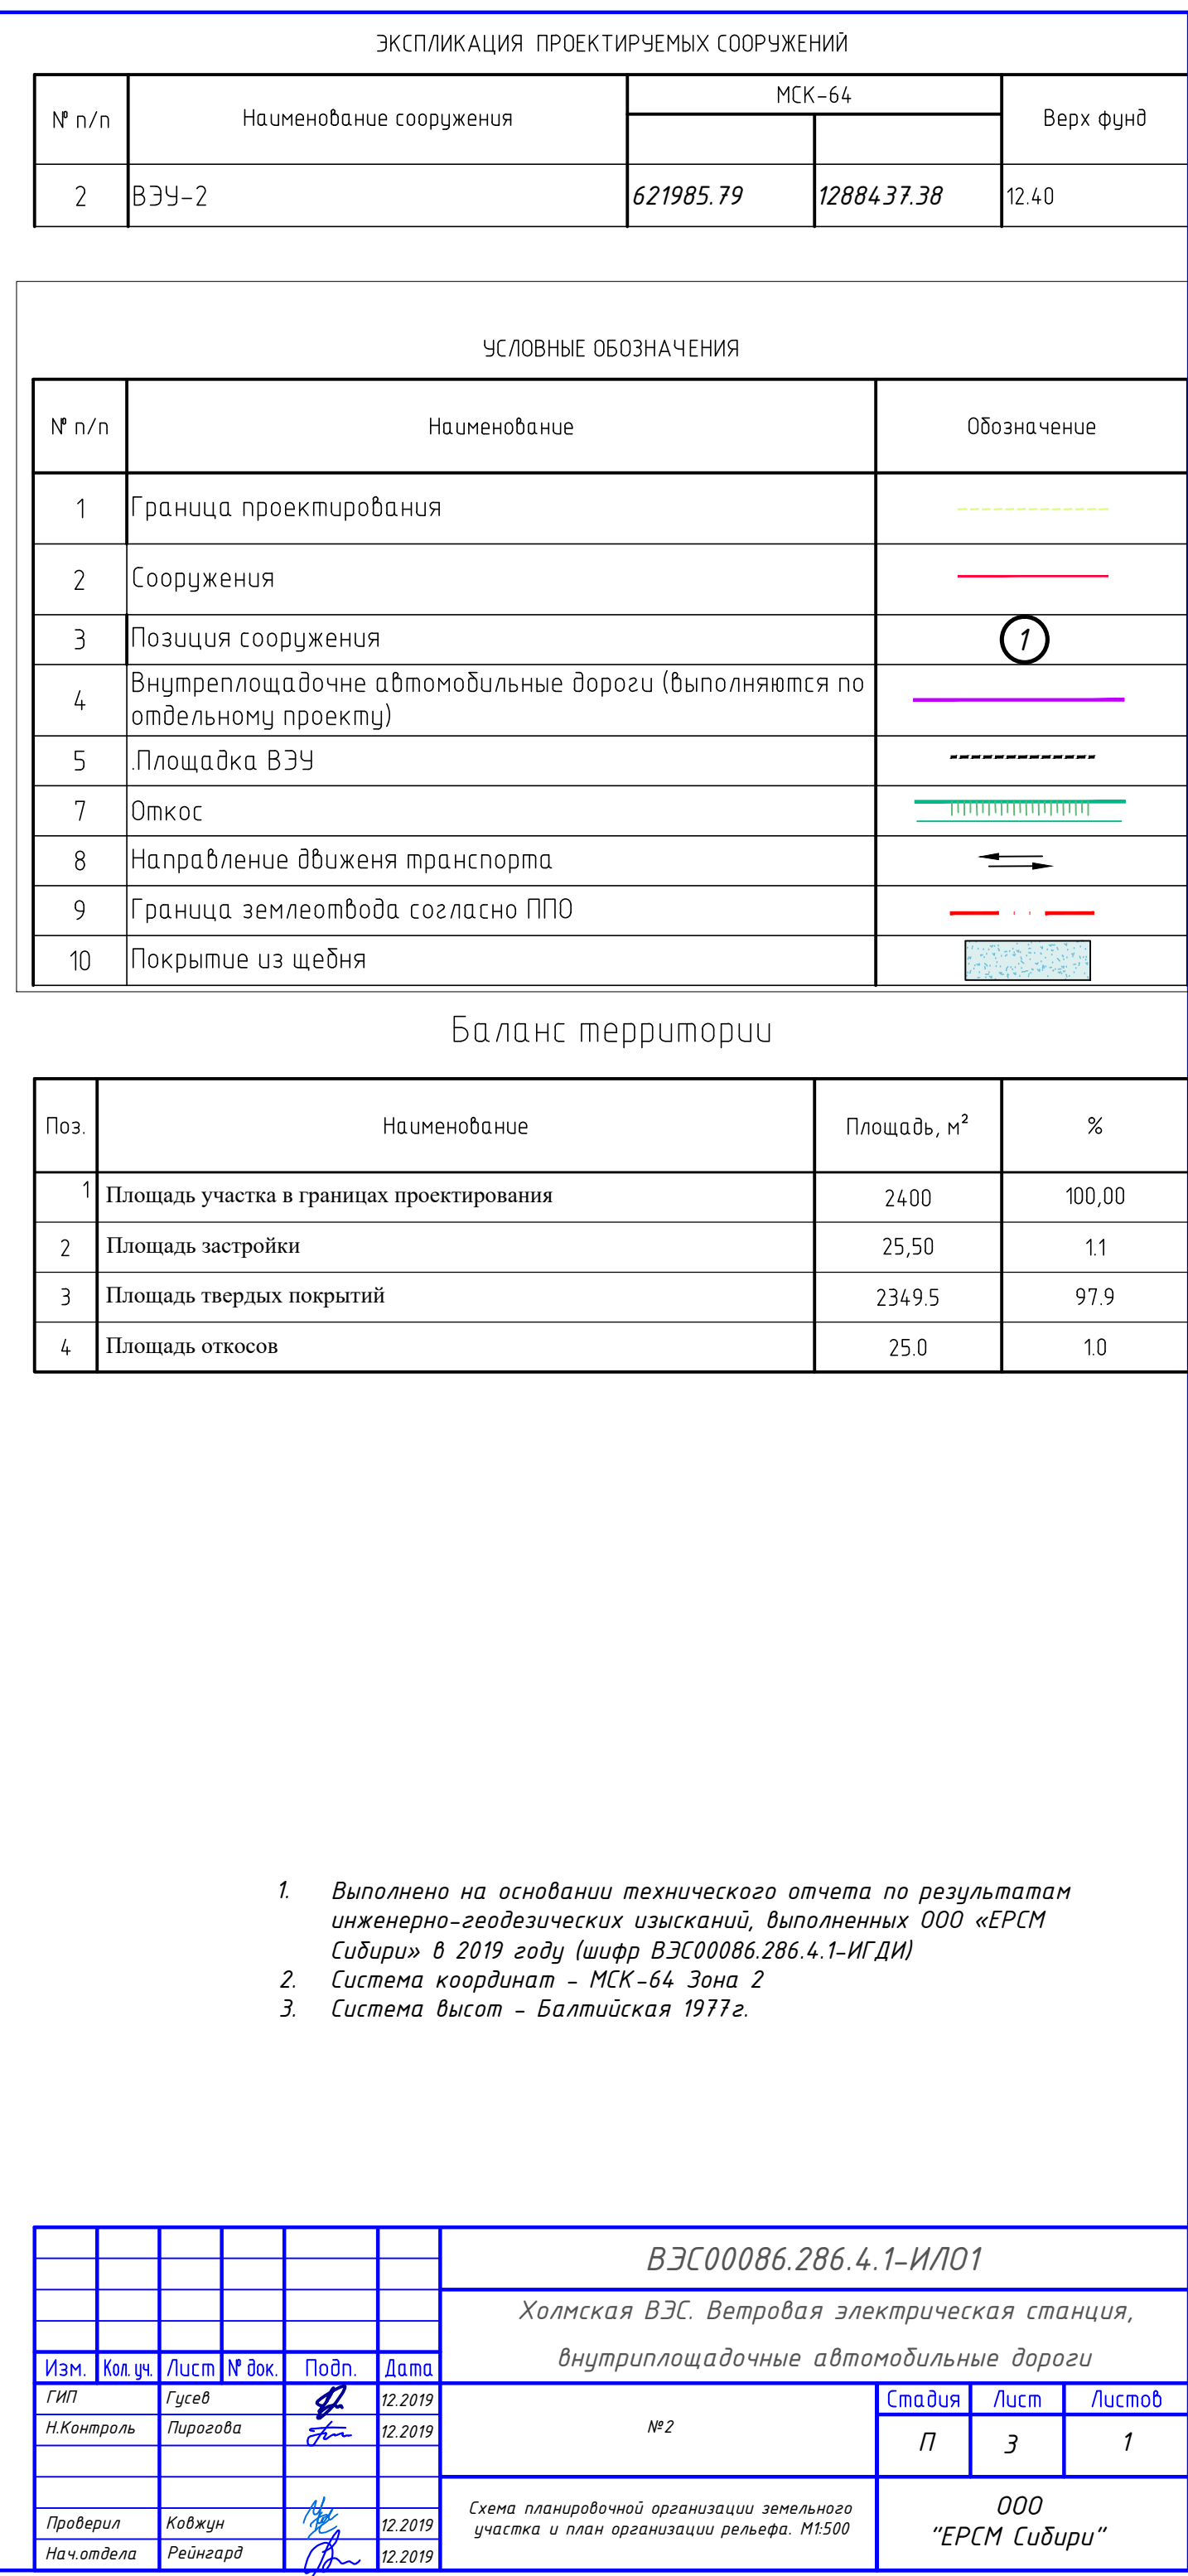 ЭКСПЛИКАЦИЯ ПРОЕКТИРУЕМЫХ СООРУЖЕНИЙ
№ п/п Наименование сооружения МСК-64 Верх фунд
2 ВЭУ-2 621985.79 1288437.38 12.40
УСЛОВНЫЕ ОБОЗНАЧЕНИЯ
№ п/п Наименование Обозначение
1 Граница проектирования
2 Сооружения
3 Позиция сооружения 1
4 Внутреплощадочне автомобильные дороги (выполняются по
отдельному проекту)
5 .Площадка ВЭУ
7 Откос
8 Направление движеня транспорта
9 Граница землеотвода согласно ППО
10 Покрытие из щебня
Баланс территории
Поз. Наименование Площадь, м² %
1 Площадь участка в границах проектирования 2400 100,00
2 Площадь застройки 25,50 1.1
3 Площадь твердых покрытий 2349.5 97.9
4 Площадь откосов 25.0 1.0
1. Выполнено на основании технического отчета по результатам
инженерно-геодезических изысканий, выполненных ООО «ЕРСМ
Сибири» в 2019 году (шифр ВЭС00086.286.4.1-ИГДИ)
2. Система координат - МСК-64 Зона 2
3. Система высот - Балтийская 1977г.
ВЭС00086.286.4.1-ИЛО1
Холмская ВЭС. Ветровая электрическая станция,
внутриплощадочные автомобильные дороги
Изм. Кол. уч. Лист № док. Подп. Дата
ГИП Гусев 12.2019
Н.Контроль Пирогова 12.2019
№2
Стадия Лист Листов
П 3 1
Проверил Ковжун 12.2019
Нач.отдела Рейнгард 12.2019
Схема планировочной организации земельного
участка и план организации рельефа. М1:500
ООО
"ЕРСМ Сибири"